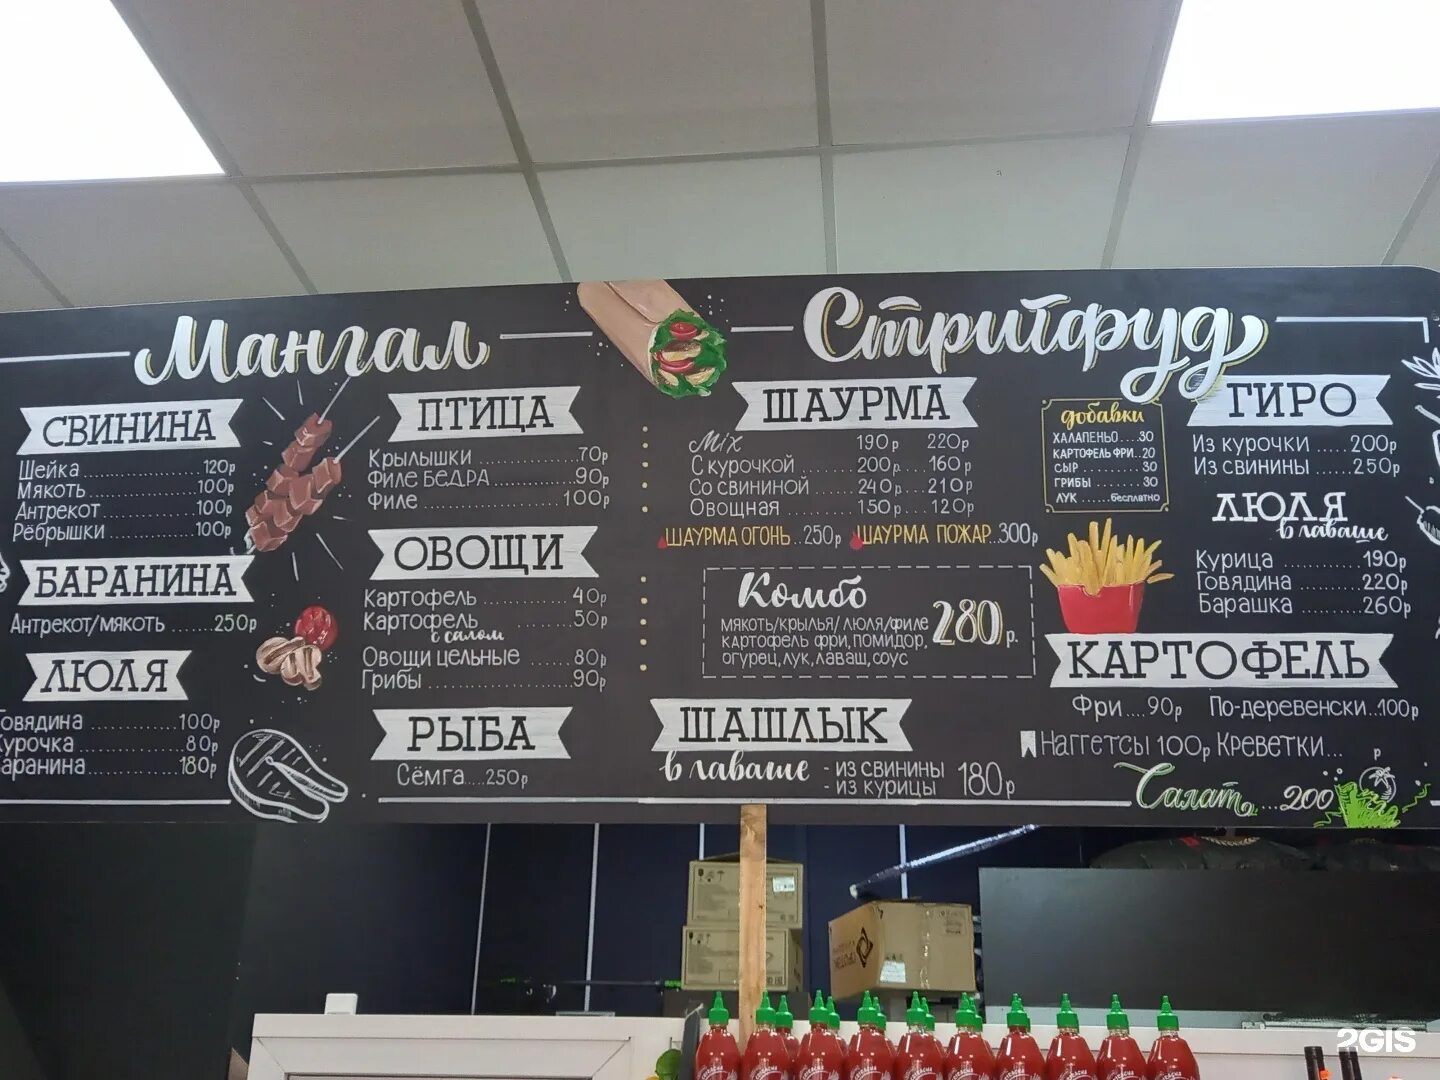 Мангал
СВИНИНА
Шейка ............ 120р
Мякоть ............ 100р
Антрекот ............ 100р
Рёбрышки ............ 100р
БАРАНИНА
Антрекот/мякоть ...... 250р
ЛЮЛЯ
Говядина ............ 100р
Курочка ............ 80р
Баранина ............ 180р
ПТИЦА
Крылышки ............ 70р
Филе БЕДРА ............ 90р
Филе ............ 100р
ОВОЩИ
Картофель ............ 40р
Картофель ............ 50р
с салом
Овощи цельные ...... 80р
Грибы ............ 90р
РЫБА
Сёмга....250р
Стритфуд
ШАУРМА
Mix 190р 220р
С курочкой ...... 200р... 160р
Со свининой ...... 240р... 210р
Овощная ...... 150р... 120р
ШАУРМА ОГОНЬ..250р ШАУРМА ПОЖАР..300р
Комбо
мякоть/крылья/люля/филе
картофель фри, помидор,
огурец, лук, лаваш, соус
280р.
ШАШЛЫК
в лаваше - из свинины
- из курицы 180р
добавки
ХАЛАПЕНЬО....30
КАРТОФЕЛЬ ФРИ..20
СЫР ............ 30
ГРИБЫ ............ 30
ЛУК ......бесплатно
ГИРО
Из курочки ...... 200р
Из свинины ...... 250р
ЛЮЛЯ
в лаваше
Курица ............ 190р
Говядина ............ 220р
Барашка ............ 260р
КАРТОФЕЛЬ
Фри....90р По-деревенски...100р
Наггетсы 100р Креветки... р
Салат ...200
2GIS